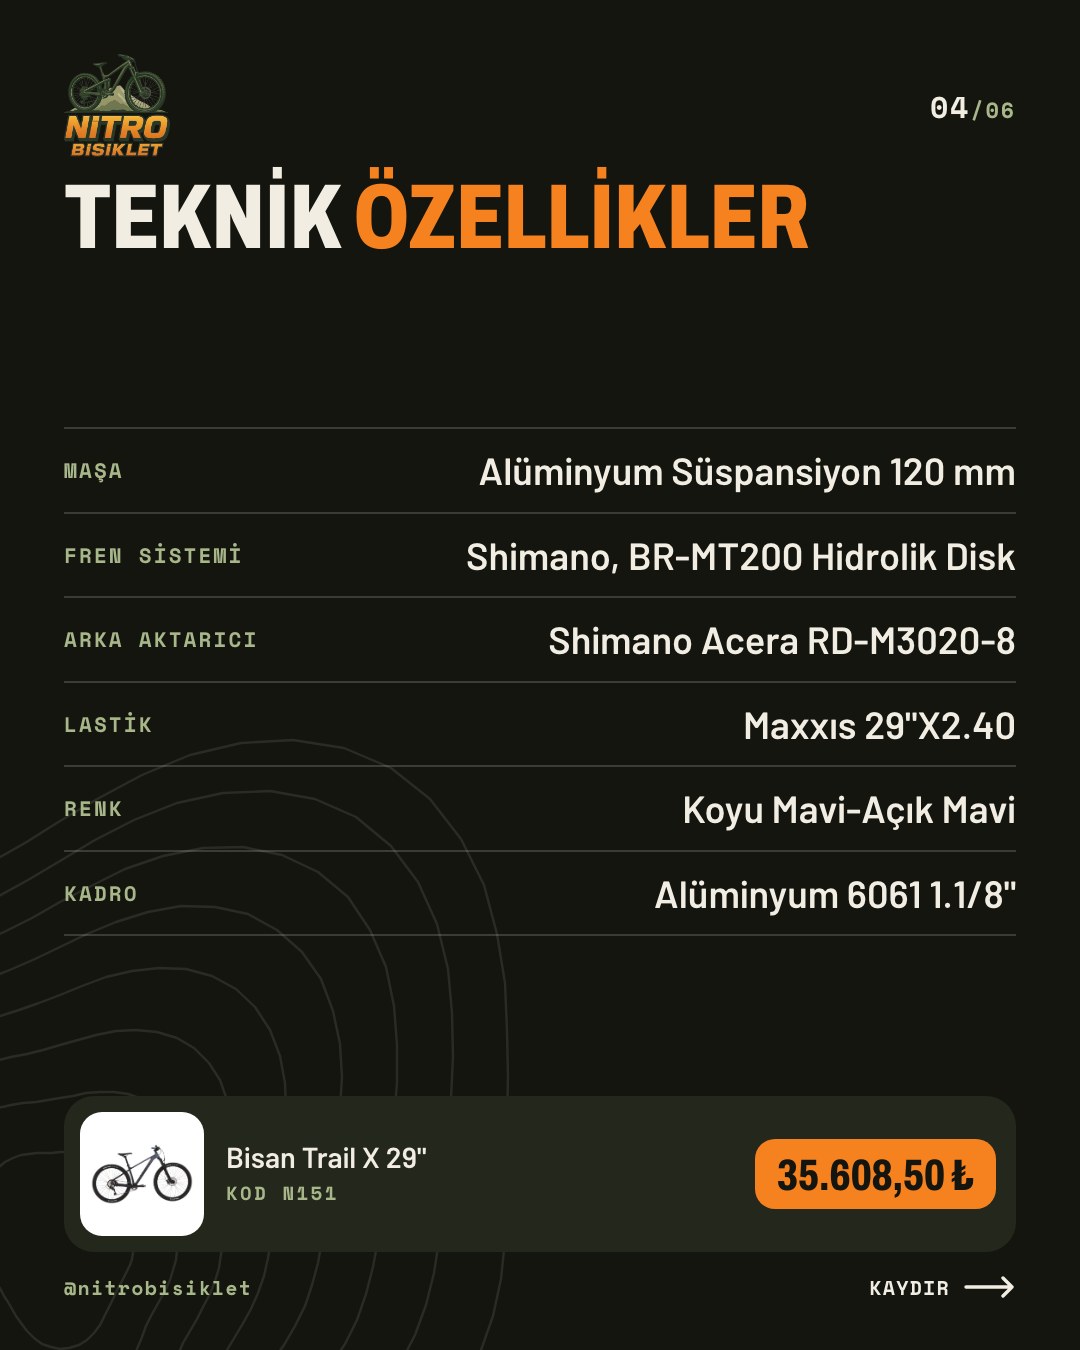 NiTRO
BISIKLET
04/06
TEKNİK ÖZELLİKLER
MAŞA Alüminyum Süspansiyon 120 mm
FREN SİSTEMİ Shimano, BR-MT200 Hidrolik Disk
ARKA AKTARICI Shimano Acera RD-M3020-8
LASTİK Maxxıs 29"X2.40
RENK Koyu Mavi-Açık Mavi
KADRO Alüminyum 6061 1.1/8"
Bisan Trail X 29"
KOD N151
35.608,50 ₺
@nitrobisiklet KAYDIR →